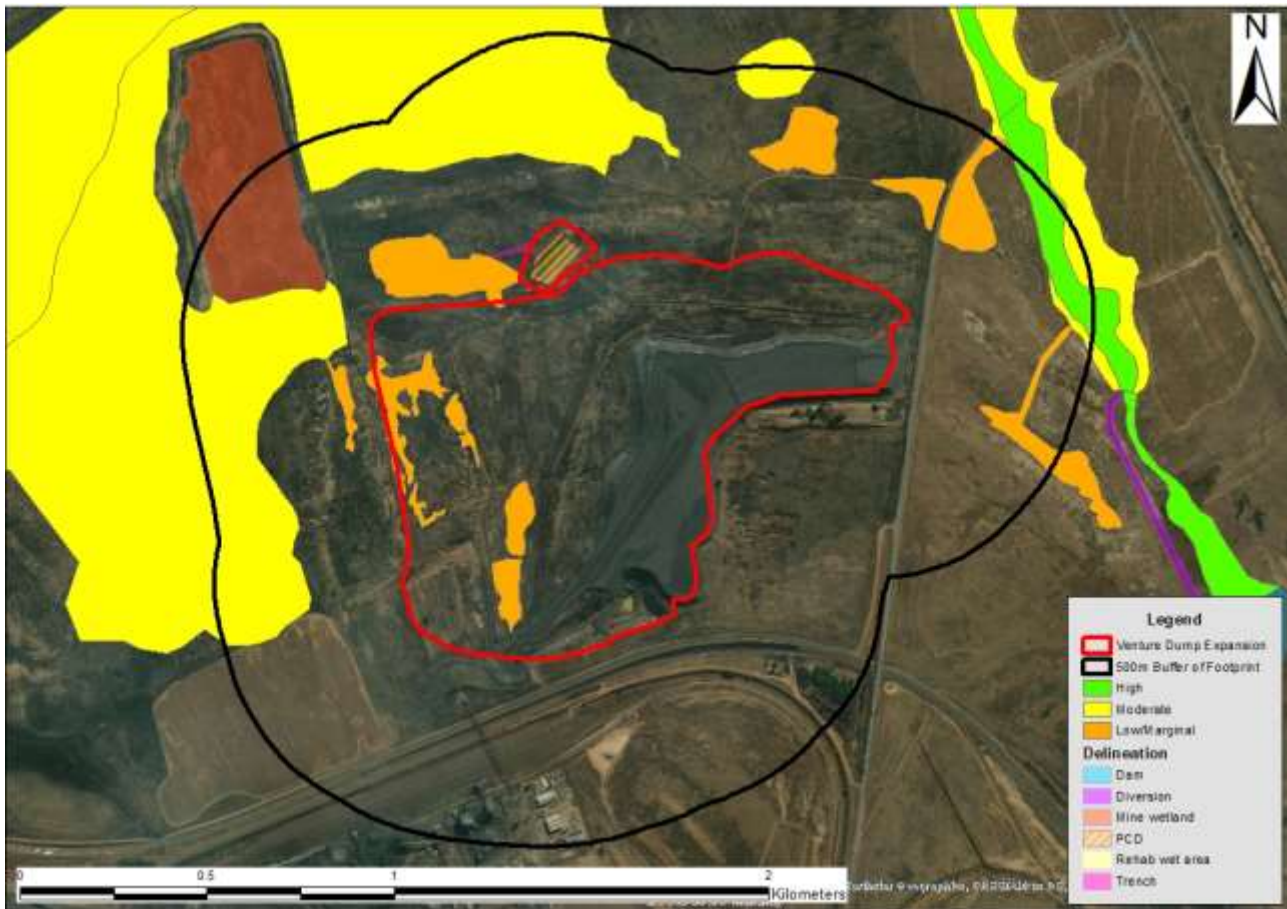 N
Legend
Venture Dump Expansion
500m Buffer of Footprint
High
Moderate
Low/Marginal
Delineation
Dam
Diversion
Mine wetland
PCD
Rehab wet area
Trench
0 0.5 1 2
Kilometers